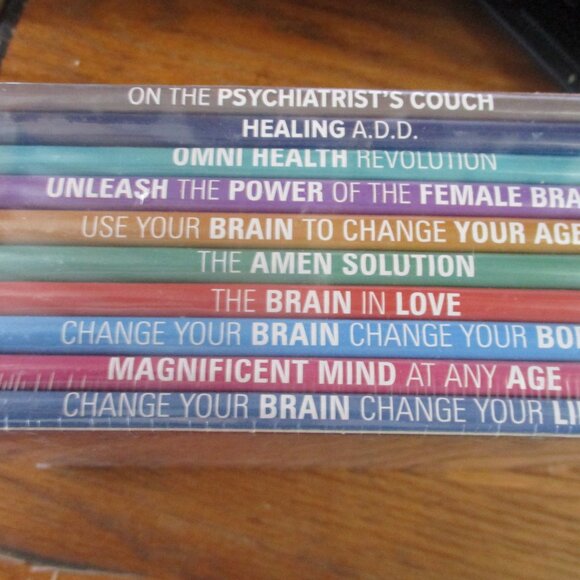 ON THE PSYCHIATRIST'S COUCH
HEALING A.D.D.
OMNI HEALTH REVOLUTION
UNLEASH THE POWER OF THE FEMALE BRA
USE YOUR BRAIN TO CHANGE YOUR AGE
THE AMEN SOLUTION
THE BRAIN IN LOVE
CHANGE YOUR BRAIN CHANGE YOUR BOD
MAGNIFICENT MIND AT ANY AGE
CHANGE YOUR BRAIN CHANGE YOUR LI